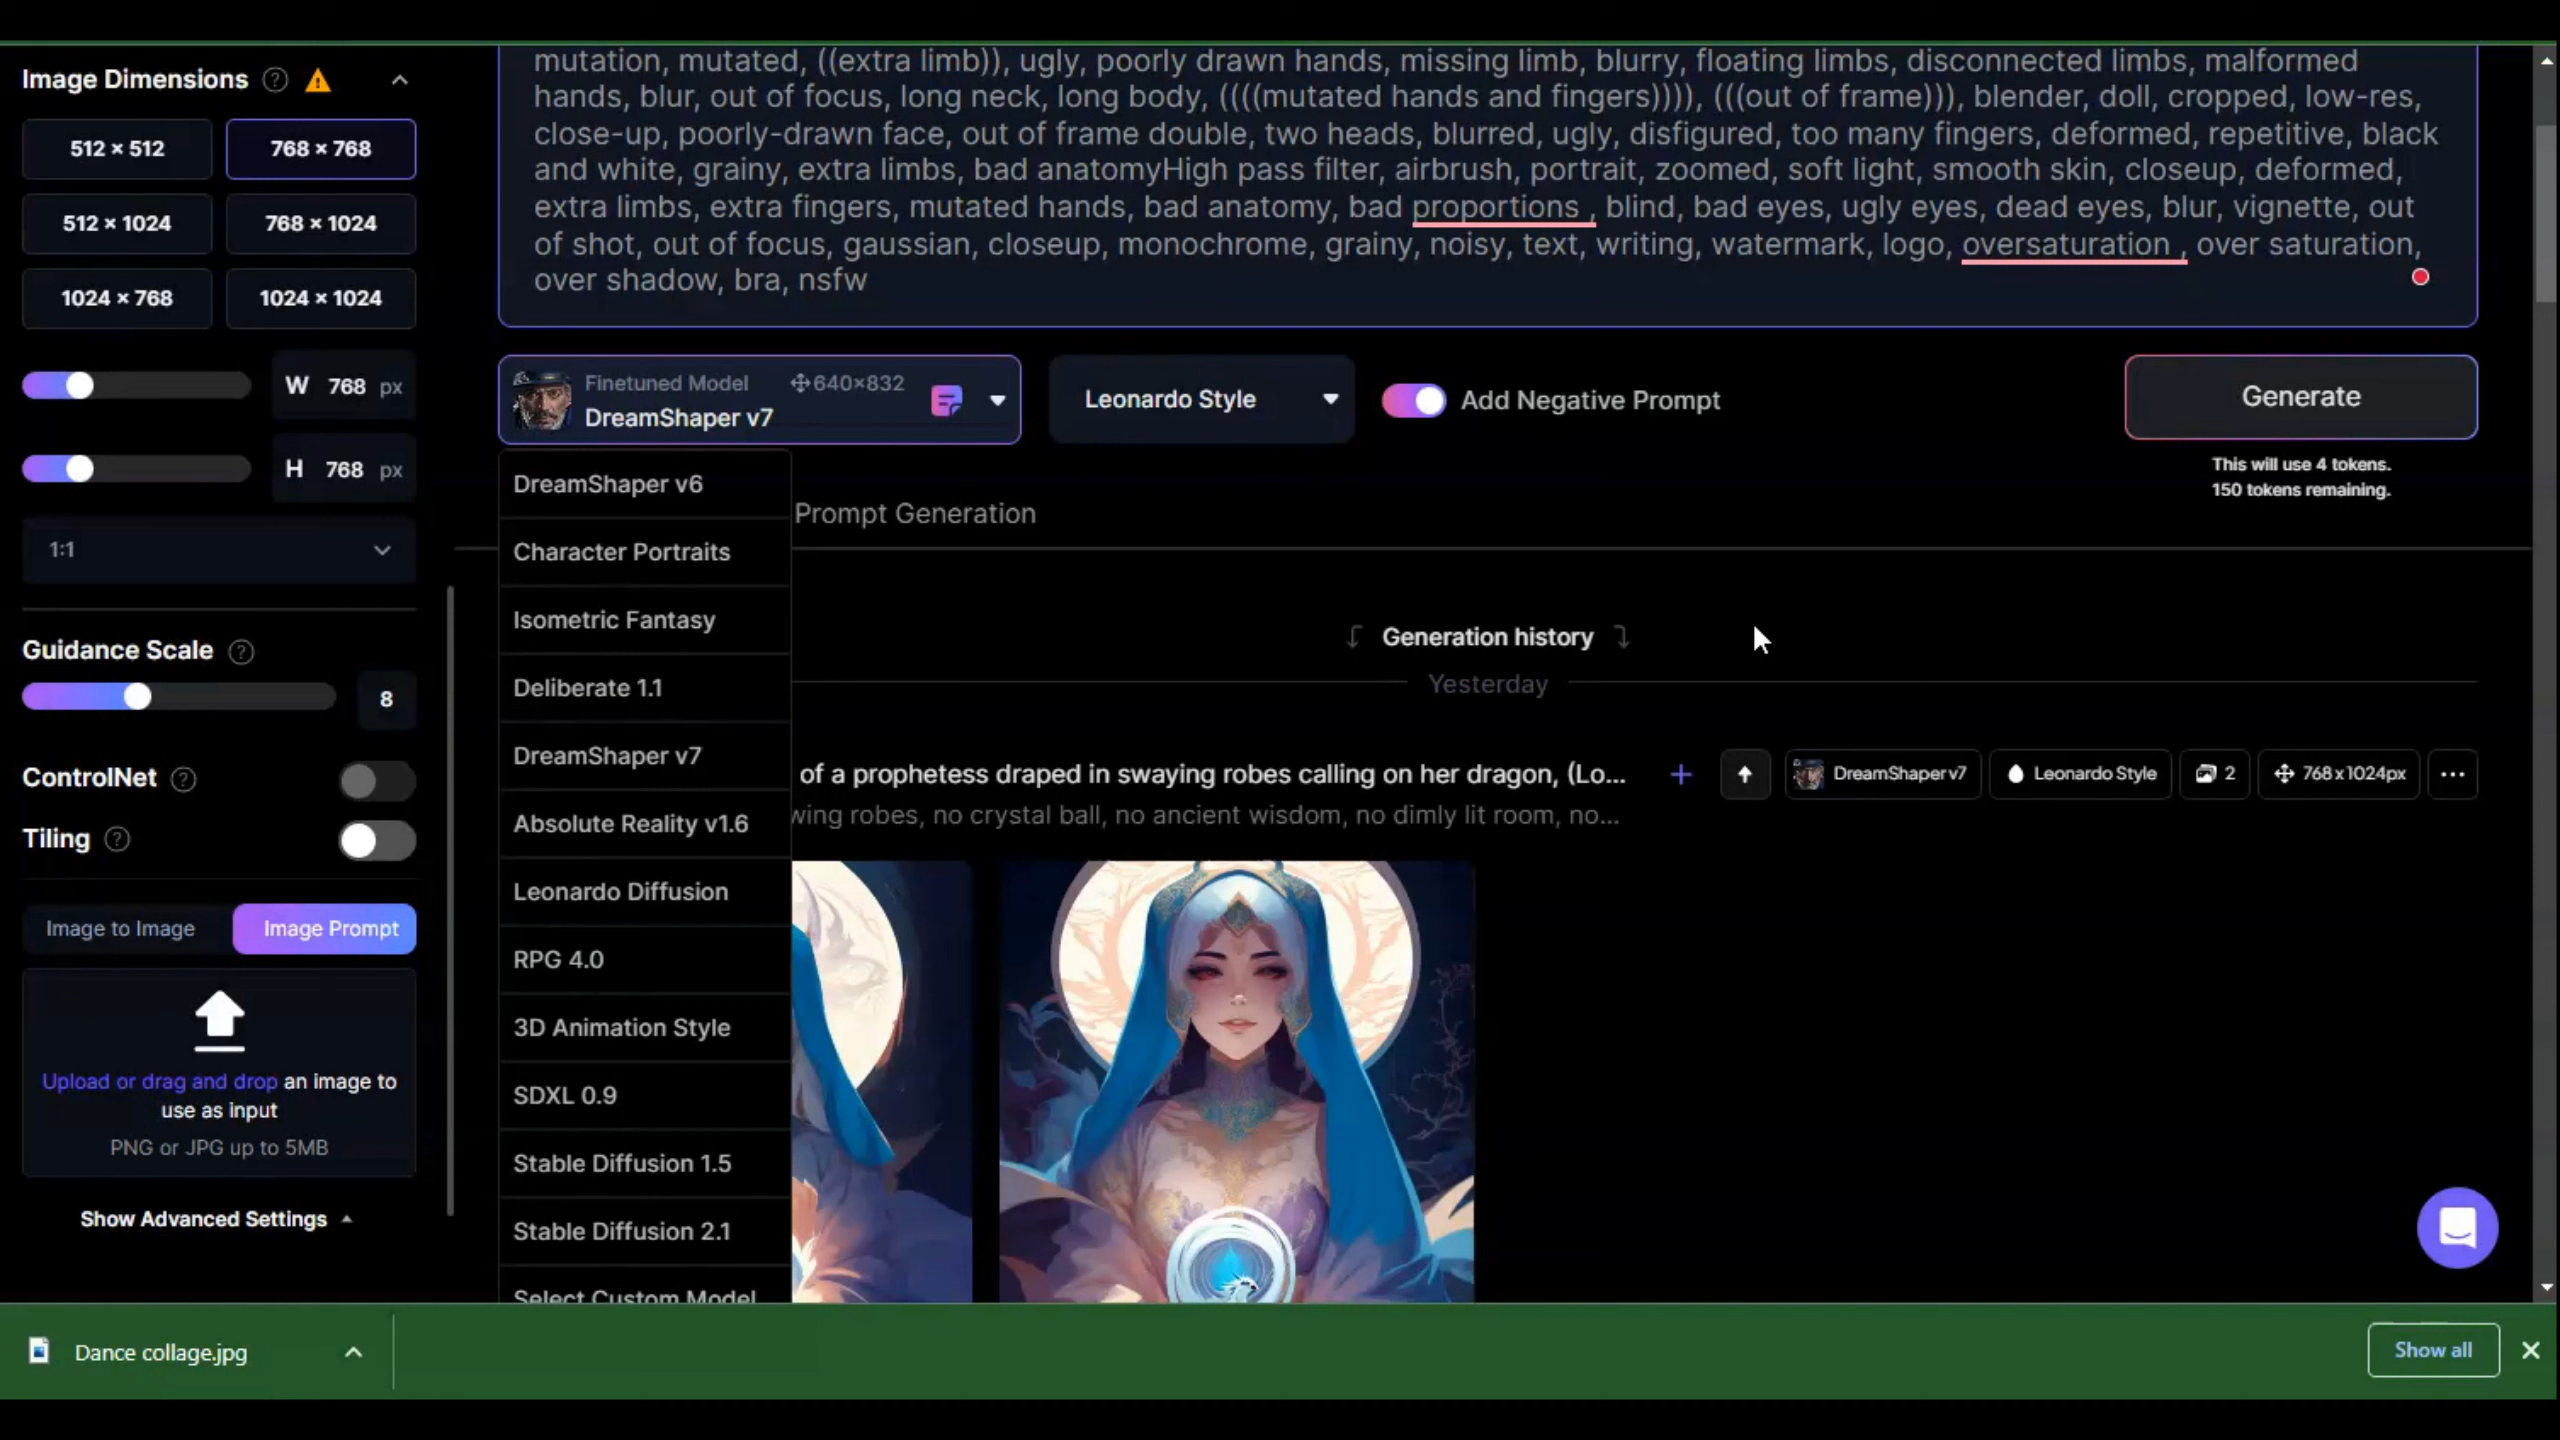 Image Dimensions
512 × 512
768 × 768
512 × 1024
768 × 1024
1024 × 768
1024 × 1024
W 768 px
H 768 px
1:1
Guidance Scale
8
ControlNet
Tiling
Image to Image
Image Prompt
Upload or drag and drop an image to
use as input
PNG or JPG up to 5MB
Show Advanced Settings
mutation, mutated, ((extra limb)), ugly, poorly drawn hands, missing limb, blurry, floating limbs, disconnected limbs, malformed
hands, blur, out of focus, long neck, long body, ((((mutated hands and fingers)))), (((out of frame))), blender, doll, cropped, low-res,
close-up, poorly-drawn face, out of frame double, two heads, blurred, ugly, disfigured, too many fingers, deformed, repetitive, black
and white, grainy, extra limbs, bad anatomyHigh pass filter, airbrush, portrait, zoomed, soft light, smooth skin, closeup, deformed,
extra limbs, extra fingers, mutated hands, bad anatomy, bad proportions , blind, bad eyes, ugly eyes, dead eyes, blur, vignette, out
of shot, out of focus, gaussian, closeup, monochrome, grainy, noisy, text, writing, watermark, logo, oversaturation , over saturation,
over shadow, bra, nsfw
Finetuned Model 640×832
DreamShaper v7
Leonardo Style
Add Negative Prompt
Generate
This will use 4 tokens.
150 tokens remaining.
DreamShaper v6
Character Portraits
Isometric Fantasy
Deliberate 1.1
DreamShaper v7
Absolute Reality v1.6
Leonardo Diffusion
RPG 4.0
3D Animation Style
SDXL 0.9
Stable Diffusion 1.5
Stable Diffusion 2.1
Select Custom Model
Prompt Generation
Generation history
Yesterday
of a prophetess draped in swaying robes calling on her dragon, (Lo...
DreamShaper v7
Leonardo Style
2
768 x 1024px
wing robes, no crystal ball, no ancient wisdom, no dimly lit room, no...
Dance collage.jpg
Show all